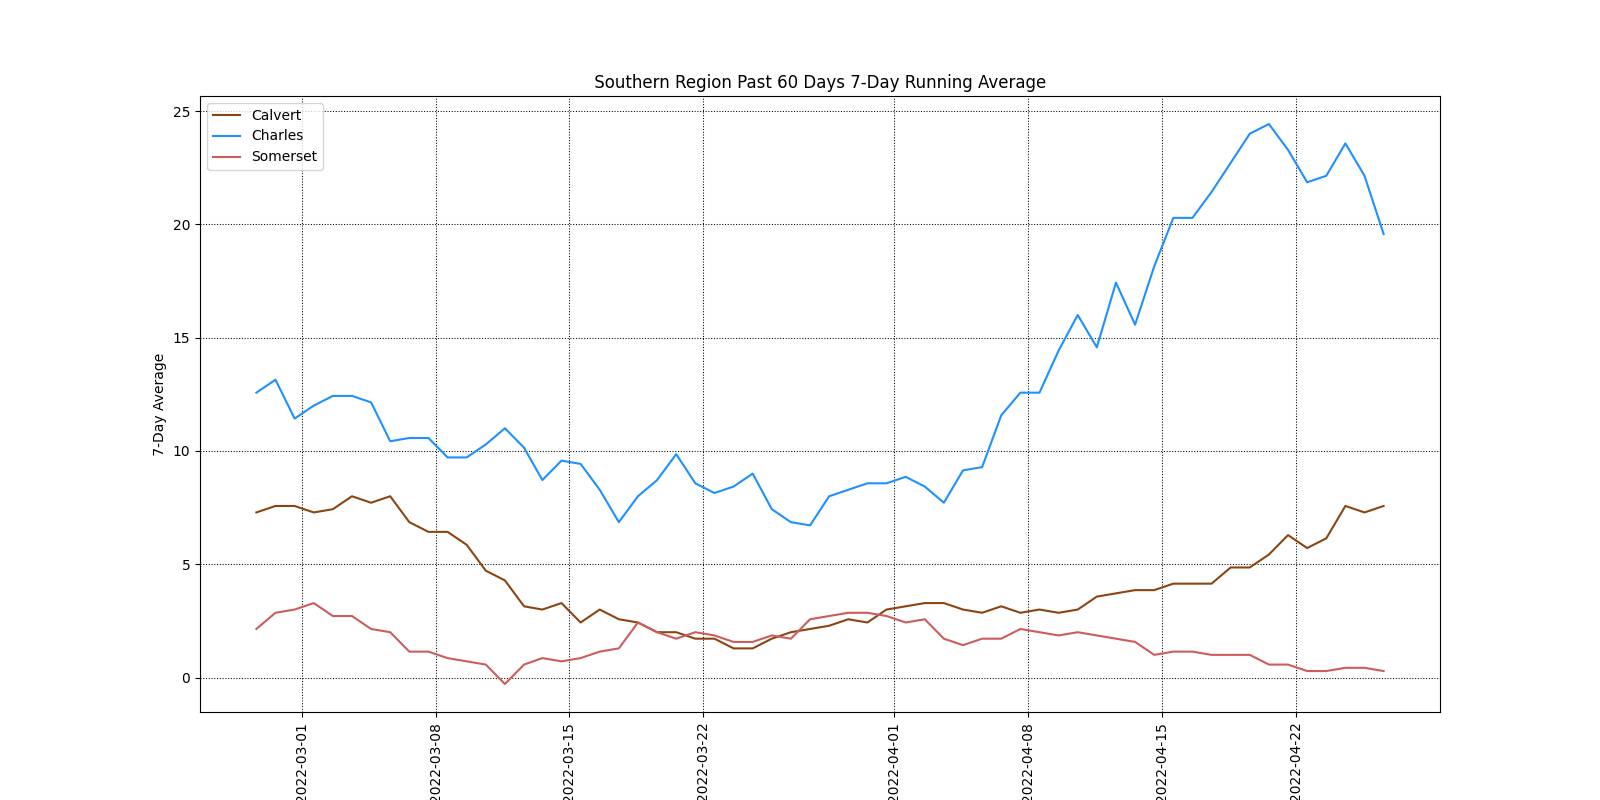 Southern Region Past 60 Days 7-Day Running Average
Calvert
Charles
Somerset
7-Day Average
25
20
15
10
5
0
2022-03-01
2022-03-08
2022-03-15
2022-03-22
2022-04-01
2022-04-08
2022-04-15
2022-04-22